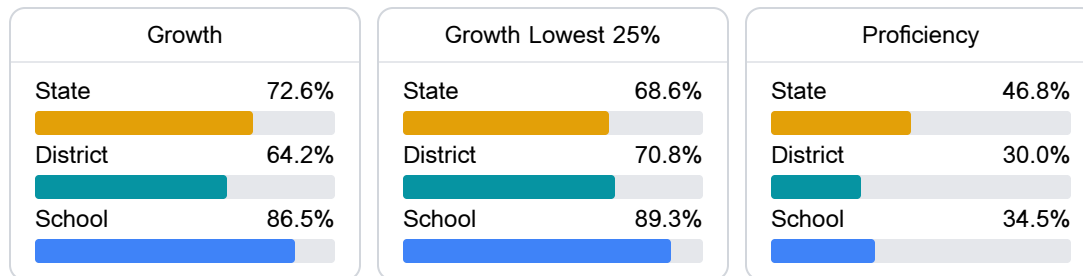 Growth
State 72.6%
District 64.2%
School 86.5%
Growth Lowest 25%
State 68.6%
District 70.8%
School 89.3%
Proficiency
State 46.8%
District 30.0%
School 34.5%